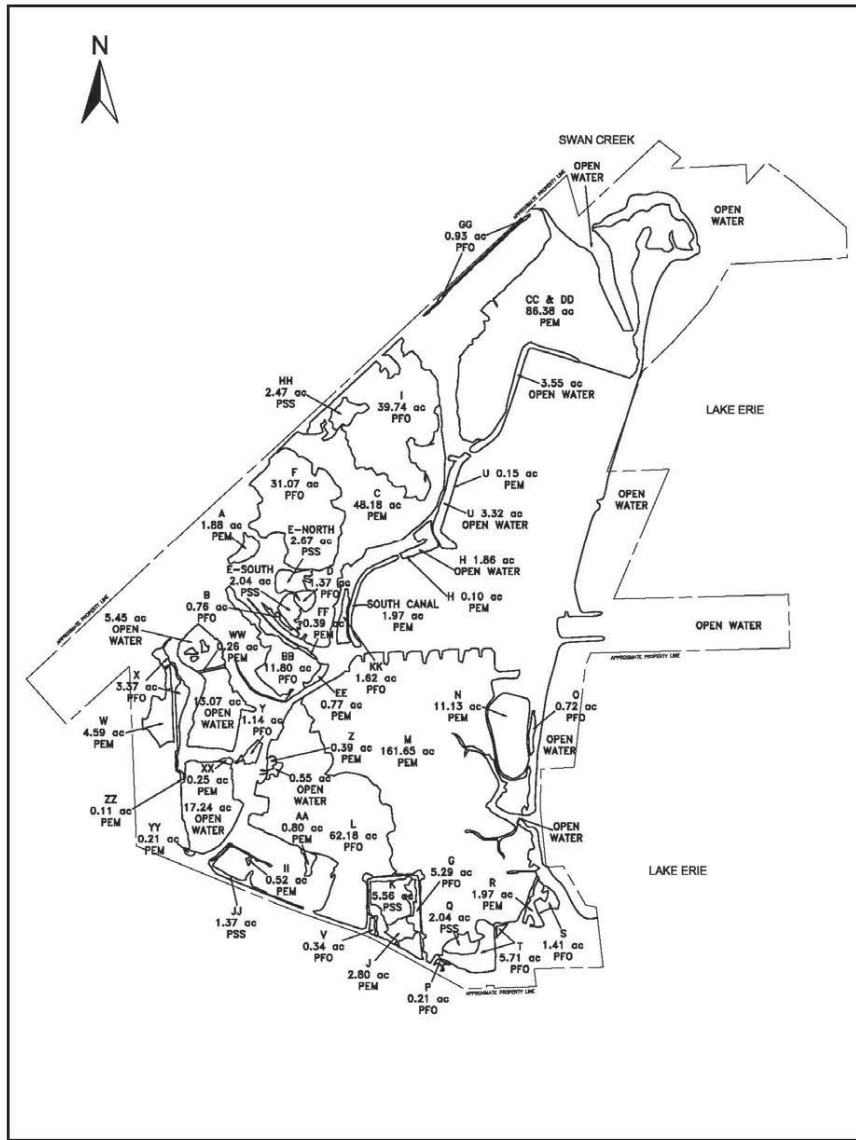 N
SWAN CREEK
OPEN
WATER
APPROXIMATE PROPERTY LINE
OPEN
WATER
GG
0.93 ac
PFO
CC & DD
86.38 ac
PEM
3.55 ac
OPEN WATER
HH
2.47 ac
PSS
I
39.74 ac
PFO
LAKE ERIE
F
31.07 ac
PFO
C
48.18 ac
PEM
U 0.15 ac
PEM
U 3.32 ac
OPEN WATER
OPEN
WATER
A
1.88 ac
PEM
E-NORTH
2.67 ac
PSS
E-SOUTH
2.04 ac
PSS
D
1.37 ac
PFO
H 1.86 ac
OPEN WATER
H 0.10 ac
PEM
B
0.76 ac
PFO
FF
0.39 ac
PEM
SOUTH CANAL
1.97 ac
PEM
APPROXIMATE PROPERTY LINE
5.45 ac
OPEN
WATER
WW
0.26 ac
PEM
OPEN WATER
APPROXIMATE PROPERTY LINE
BB
11.80 ac
PFO
KK
1.62 ac
PFO
X
3.37 ac
PFO
EE
0.77 ac
PEM
W
4.59 ac
PEM
13.07 ac
OPEN
WATER
Y
1.14 ac
PFO
N
11.13 ac
PEM
O
0.72 ac
PFO
OPEN
WATER
Z
0.39 ac
PEM
M
161.65 ac
PEM
XX
0.25 ac
PEM
0.55 ac
OPEN
WATER
ZZ
0.11 ac
PEM
17.24 ac
OPEN
WATER
AA
0.80 ac
PEM
L
62.18 ac
PFO
OPEN
WATER
YY
0.21 ac
PEM
II
0.52 ac
PEM
G
5.29 ac
PFO
LAKE ERIE
K
5.56 ac
PSS
R
1.97 ac
PEM
JJ
1.37 ac
PSS
Q
2.04 ac
PSS
V
0.34 ac
PFO
J
2.80 ac
PEM
T
5.71 ac
PFO
S
1.41 ac
PFO
P
0.21 ac
PFO
APPROXIMATE PROPERTY LINE